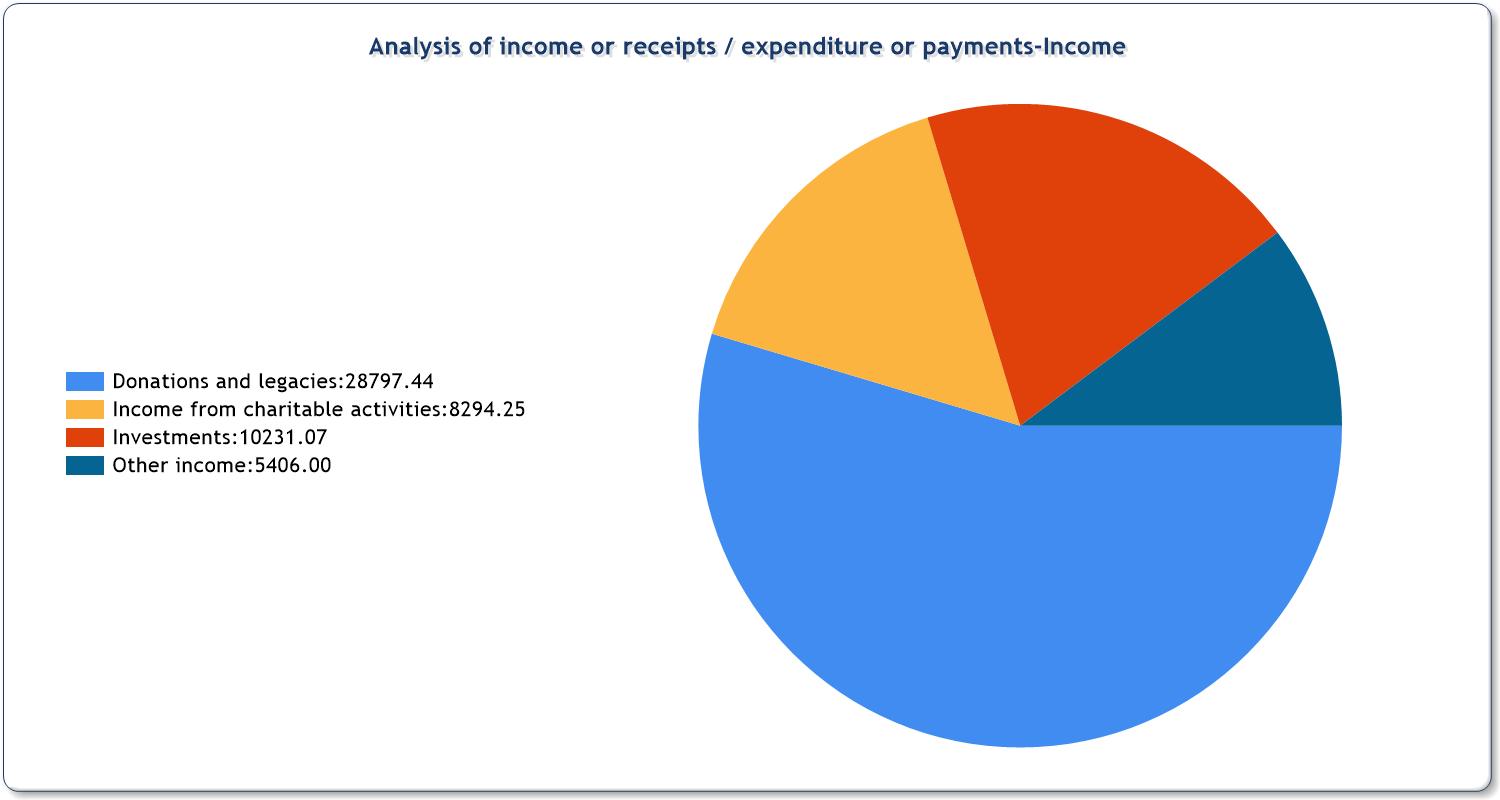 Analysis of income or receipts / expenditure or payments-Income
Donations and legacies:28797.44
Income from charitable activities:8294.25
Investments:10231.07
Other income:5406.00